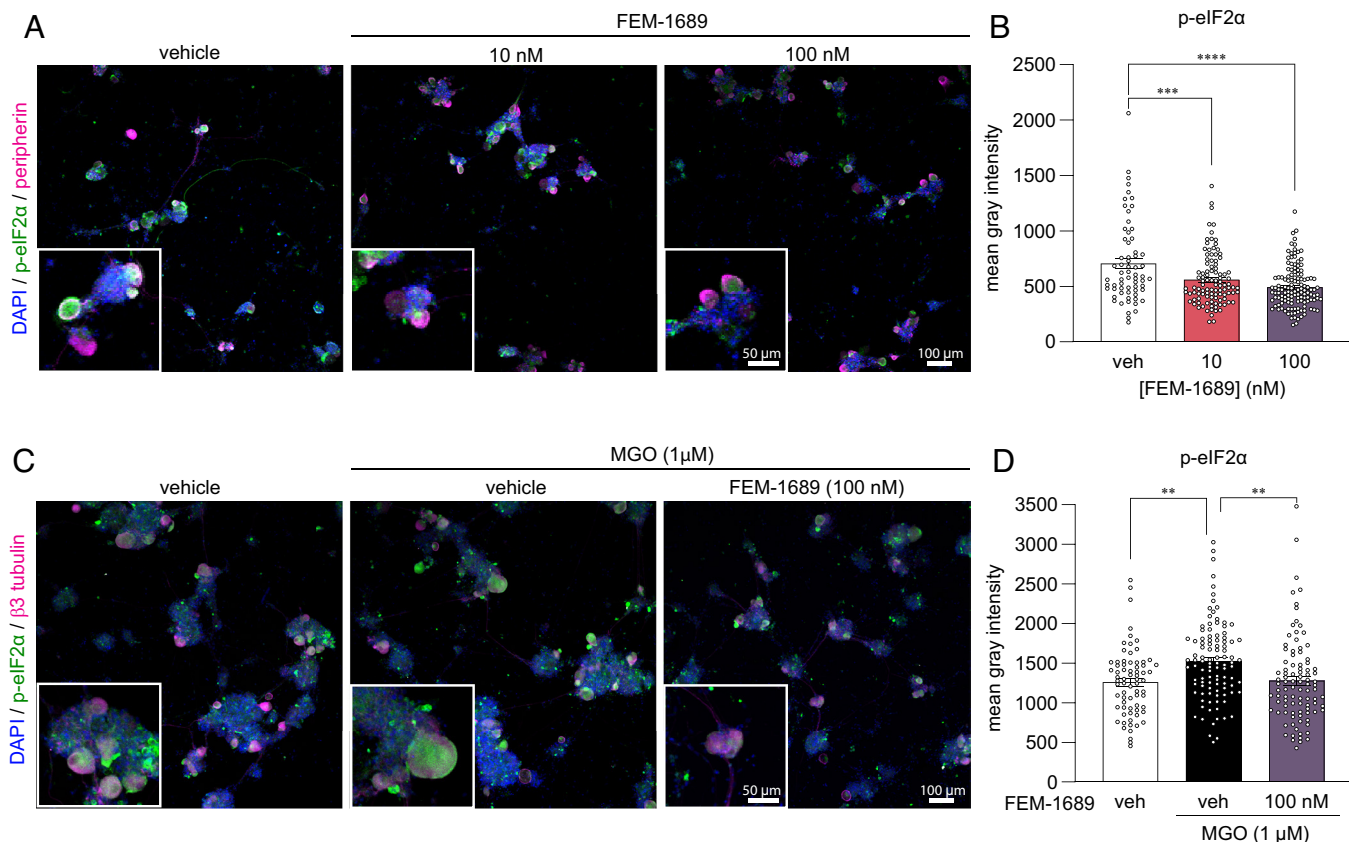 A
FEM-1689
vehicle
10 nM
100 nM
DAPI / p-eIF2α / peripherin
50 µm
100 µm
B
p-eIF2α
****
***
mean gray intensity
2500
2000
1500
1000
500
0
veh
10
100
[FEM-1689] (nM)
C
MGO (1µM)
vehicle
vehicle
FEM-1689 (100 nM)
DAPI / p-eIF2α / β3 tubulin
50 µm
100 µm
D
p-eIF2α
**
**
mean gray intensity
3500
3000
2500
2000
1500
1000
500
0
FEM-1689
veh
veh
100 nM
MGO (1 µM)